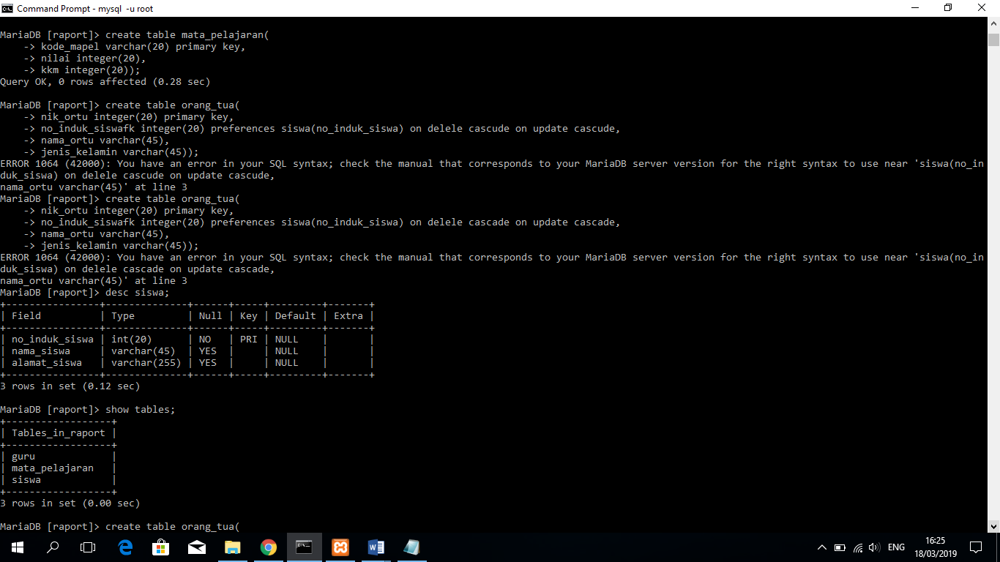 Command Prompt - mysql  -u root
MariaDB [raport]> create table mata_pelajaran(
    -> kode_mapel varchar(20) primary key,
    -> nilai integer(20),
    -> kkm integer(20));
Query OK, 0 rows affected (0.28 sec)
MariaDB [raport]> create table orang_tua(
    -> nik_ortu integer(20) primary key,
    -> no_induk_siswafk integer(20) preferences siswa(no_induk_siswa) on delele cascude on update cascude,
    -> nama_ortu varchar(45),
    -> jenis_kelamin varchar(45));
ERROR 1064 (42000): You have an error in your SQL syntax; check the manual that corresponds to your MariaDB server version for the right syntax to use near 'siswa(no_in
duk_siswa) on delele cascude on update cascude,
nama_ortu varchar(45)' at line 3
MariaDB [raport]> create table orang_tua(
    -> nik_ortu integer(20) primary key,
    -> no_induk_siswafk integer(20) preferences siswa(no_induk_siswa) on delele cascade on update cascade,
    -> nama_ortu varchar(45),
    -> jenis_kelamin varchar(45));
ERROR 1064 (42000): You have an error in your SQL syntax; check the manual that corresponds to your MariaDB server version for the right syntax to use near 'siswa(no_in
duk_siswa) on delele cascade on update cascade,
nama_ortu varchar(45)' at line 3
MariaDB [raport]> desc siswa;
+----------------+--------------+------+-----+---------+-------+
| Field          | Type         | Null | Key | Default | Extra |
+----------------+--------------+------+-----+---------+-------+
| no_induk_siswa | int(20)      | NO   | PRI | NULL    |       |
| nama_siswa     | varchar(45)  | YES  |     | NULL    |       |
| alamat_siswa   | varchar(255) | YES  |     | NULL    |       |
+----------------+--------------+------+-----+---------+-------+
3 rows in set (0.12 sec)
MariaDB [raport]> show tables;
+------------------+
| Tables_in_raport |
+------------------+
| guru             |
| mata_pelajaran   |
| siswa            |
+------------------+
3 rows in set (0.00 sec)
MariaDB [raport]> create table orang_tua(
ENG
16:25
18/03/2019